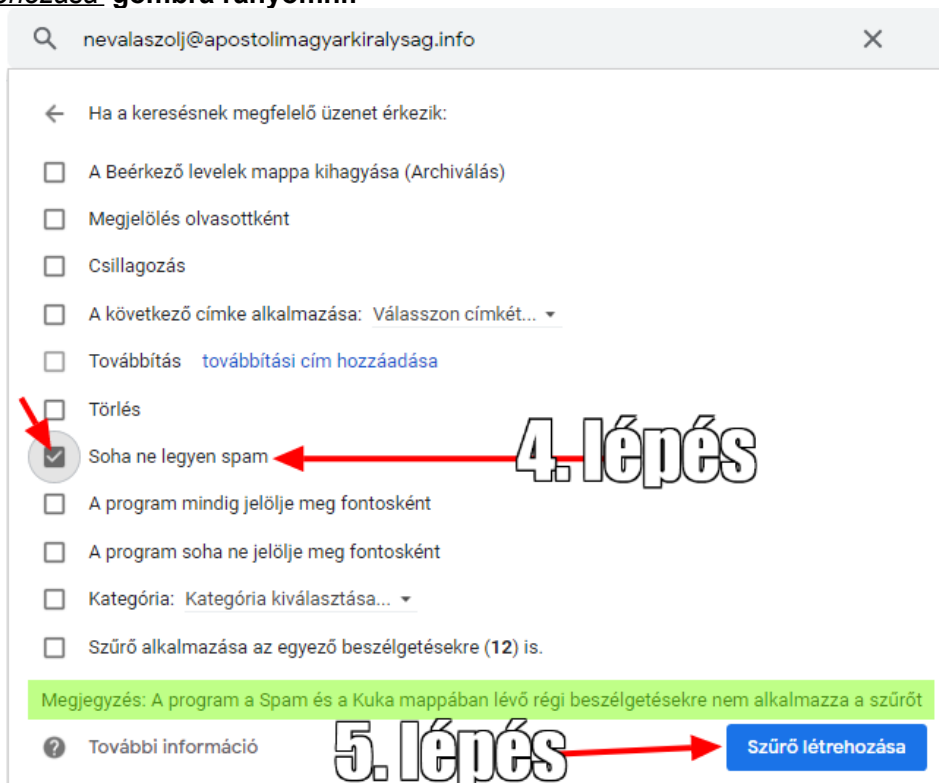 gombra rányomni!
nevalaszolj@apostolimagyarkiralysag.info
Ha a keresésnek megfelelő üzenet érkezik:
A Beérkező levelek mappa kihagyása (Archiválás)
Megjelölés olvasottként
Csillagozás
A következő címke alkalmazása: Válasszon címkét...
Továbbítás továbbítási cím hozzáadása
Törlés
Soha ne legyen spam 4. lépés
A program mindig jelölje meg fontosként
A program soha ne jelölje meg fontosként
Kategória: Kategória kiválasztása...
Szűrő alkalmazása az egyező beszélgetésekre (12) is.
Megjegyzés: A program a Spam és a Kuka mappában lévő régi beszélgetésekre nem alkalmazza a szűrőt
További információ 5. lépés Szűrő létrehozása